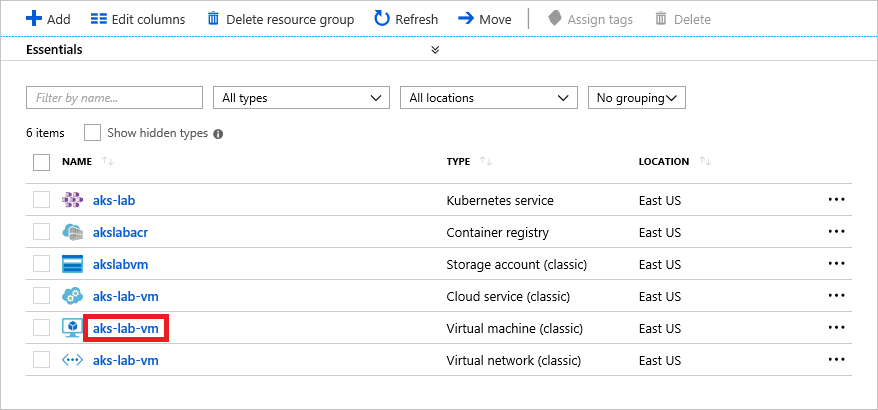 Add Edit columns Delete resource group Refresh Move Assign tags Delete
Essentials
Filter by name... All types All locations No grouping
6 items Show hidden types
NAME TYPE LOCATION
aks-lab Kubernetes service East US
akslabacr Container registry East US
akslabvm Storage account (classic) East US
aks-lab-vm Cloud service (classic) East US
aks-lab-vm Virtual machine (classic) East US
aks-lab-vm Virtual network (classic) East US